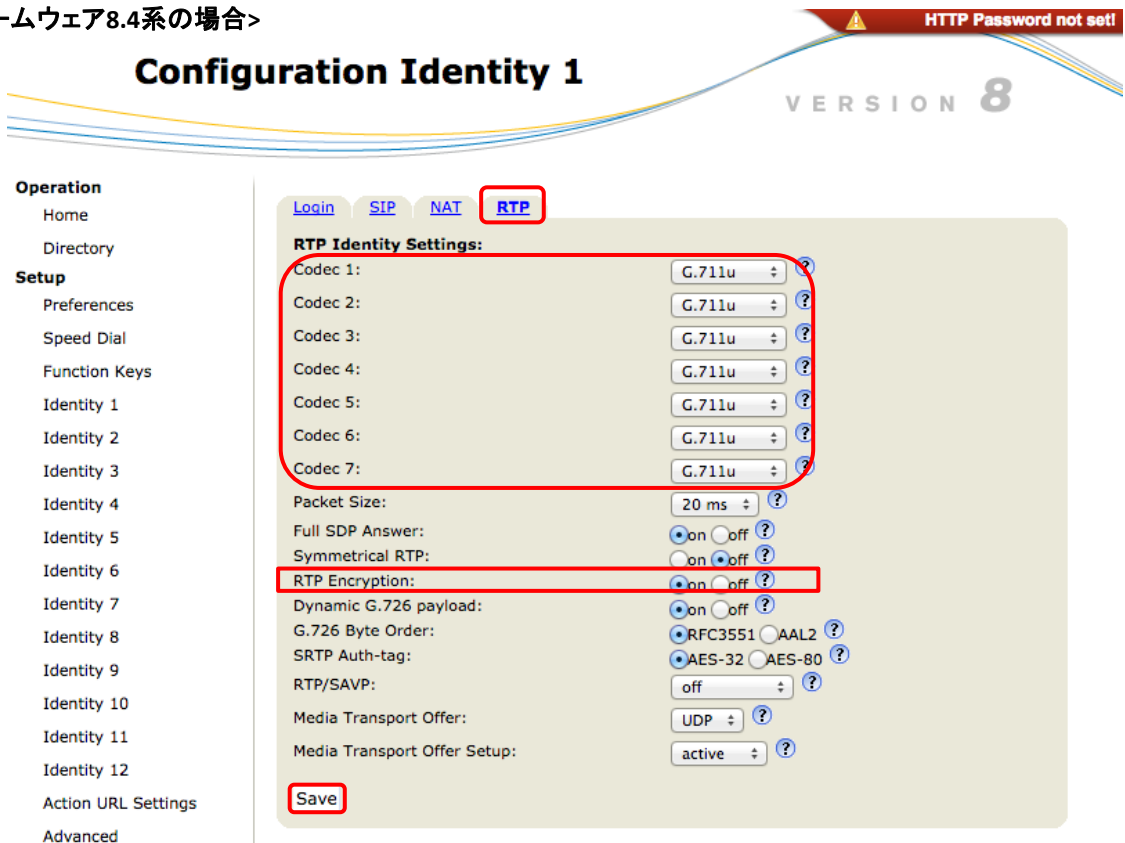 ームウェア8.4系の場合>
HTTP Password not set!
Configuration Identity 1
VERSION 8
Operation
Home
Directory
Setup
Preferences
Speed Dial
Function Keys
Identity 1
Identity 2
Identity 3
Identity 4
Identity 5
Identity 6
Identity 7
Identity 8
Identity 9
Identity 10
Identity 11
Identity 12
Action URL Settings
Advanced
Login SIP NAT RTP
RTP Identity Settings:
Codec 1: G.711u ?
Codec 2: G.711u ?
Codec 3: G.711u ?
Codec 4: G.711u ?
Codec 5: G.711u ?
Codec 6: G.711u ?
Codec 7: G.711u ?
Packet Size: 20 ms ?
Full SDP Answer: on off ?
Symmetrical RTP: on off ?
RTP Encryption: on off ?
Dynamic G.726 payload: on off ?
G.726 Byte Order: RFC3551 AAL2 ?
SRTP Auth-tag: AES-32 AES-80 ?
RTP/SAVP: off ?
Media Transport Offer: UDP ?
Media Transport Offer Setup: active ?
Save